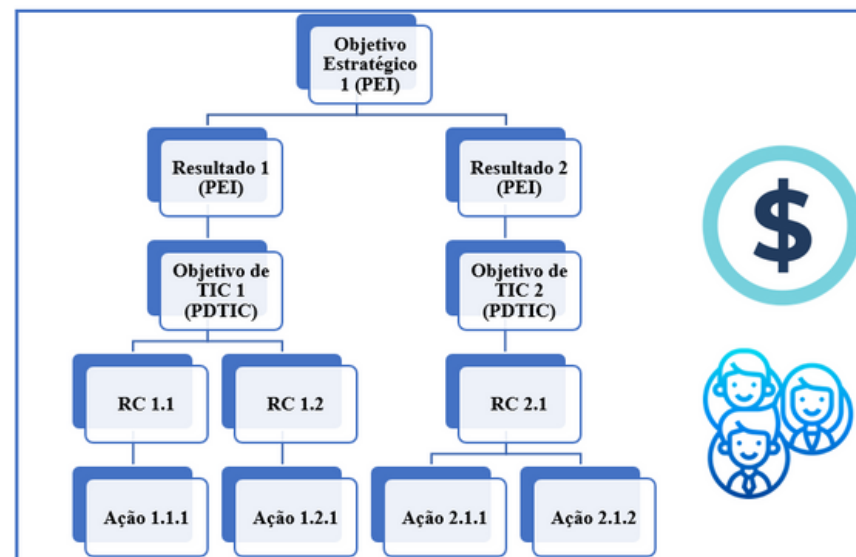 Objetivo
Estratégico
1 (PEI)
Resultado 1
(PEI)
Resultado 2
(PEI)
Objetivo de
TIC 1
(PDTIC)
Objetivo de
TIC 2
(PDTIC)
RC 1.1
RC 1.2
RC 2.1
Ação 1.1.1
Ação 1.2.1
Ação 2.1.1
Ação 2.1.2
$